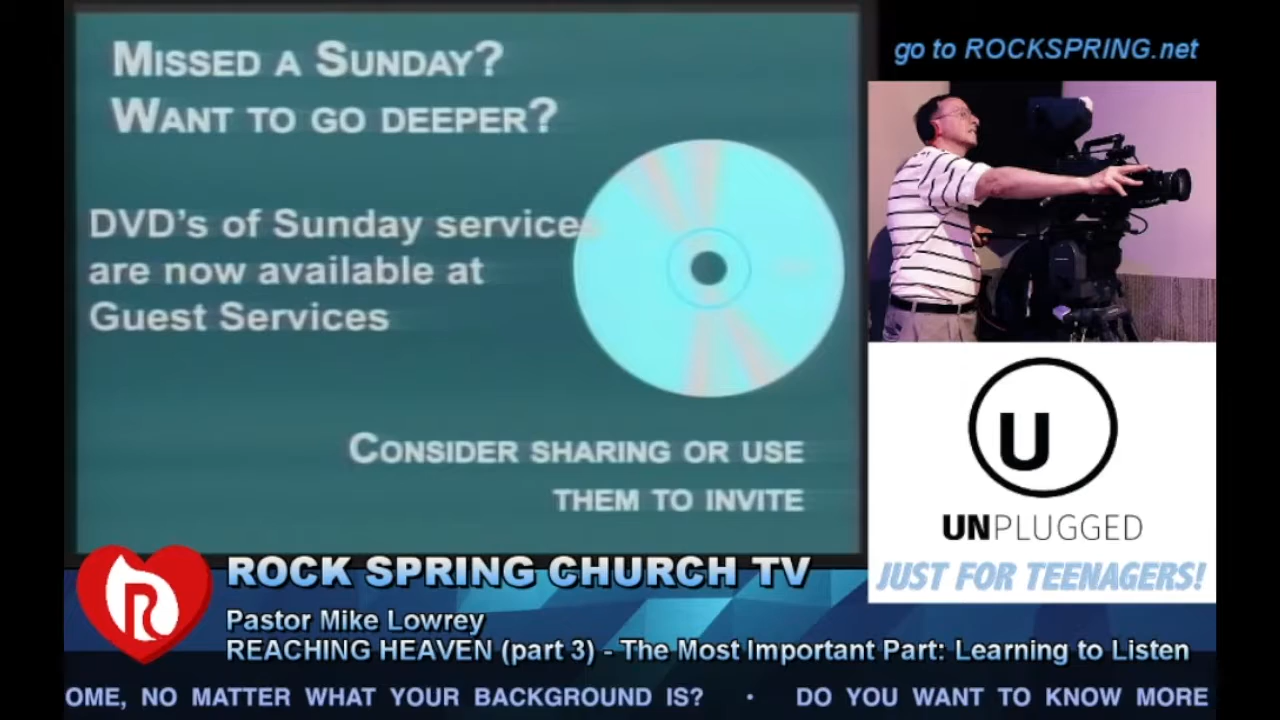 MISSED A SUNDAY?
WANT TO GO DEEPER?
DVD's of Sunday services
are now available at
Guest Services
CONSIDER SHARING OR USE
THEM TO INVITE
go to ROCKSPRING.net
U
UNPLUGGED
JUST FOR TEENAGERS!
R
ROCK SPRING CHURCH TV
Pastor Mike Lowrey
REACHING HEAVEN (part 3) - The Most Important Part: Learning to Listen
OME, NO MATTER WHAT YOUR BACKGROUND IS? • DO YOU WANT TO KNOW MORE